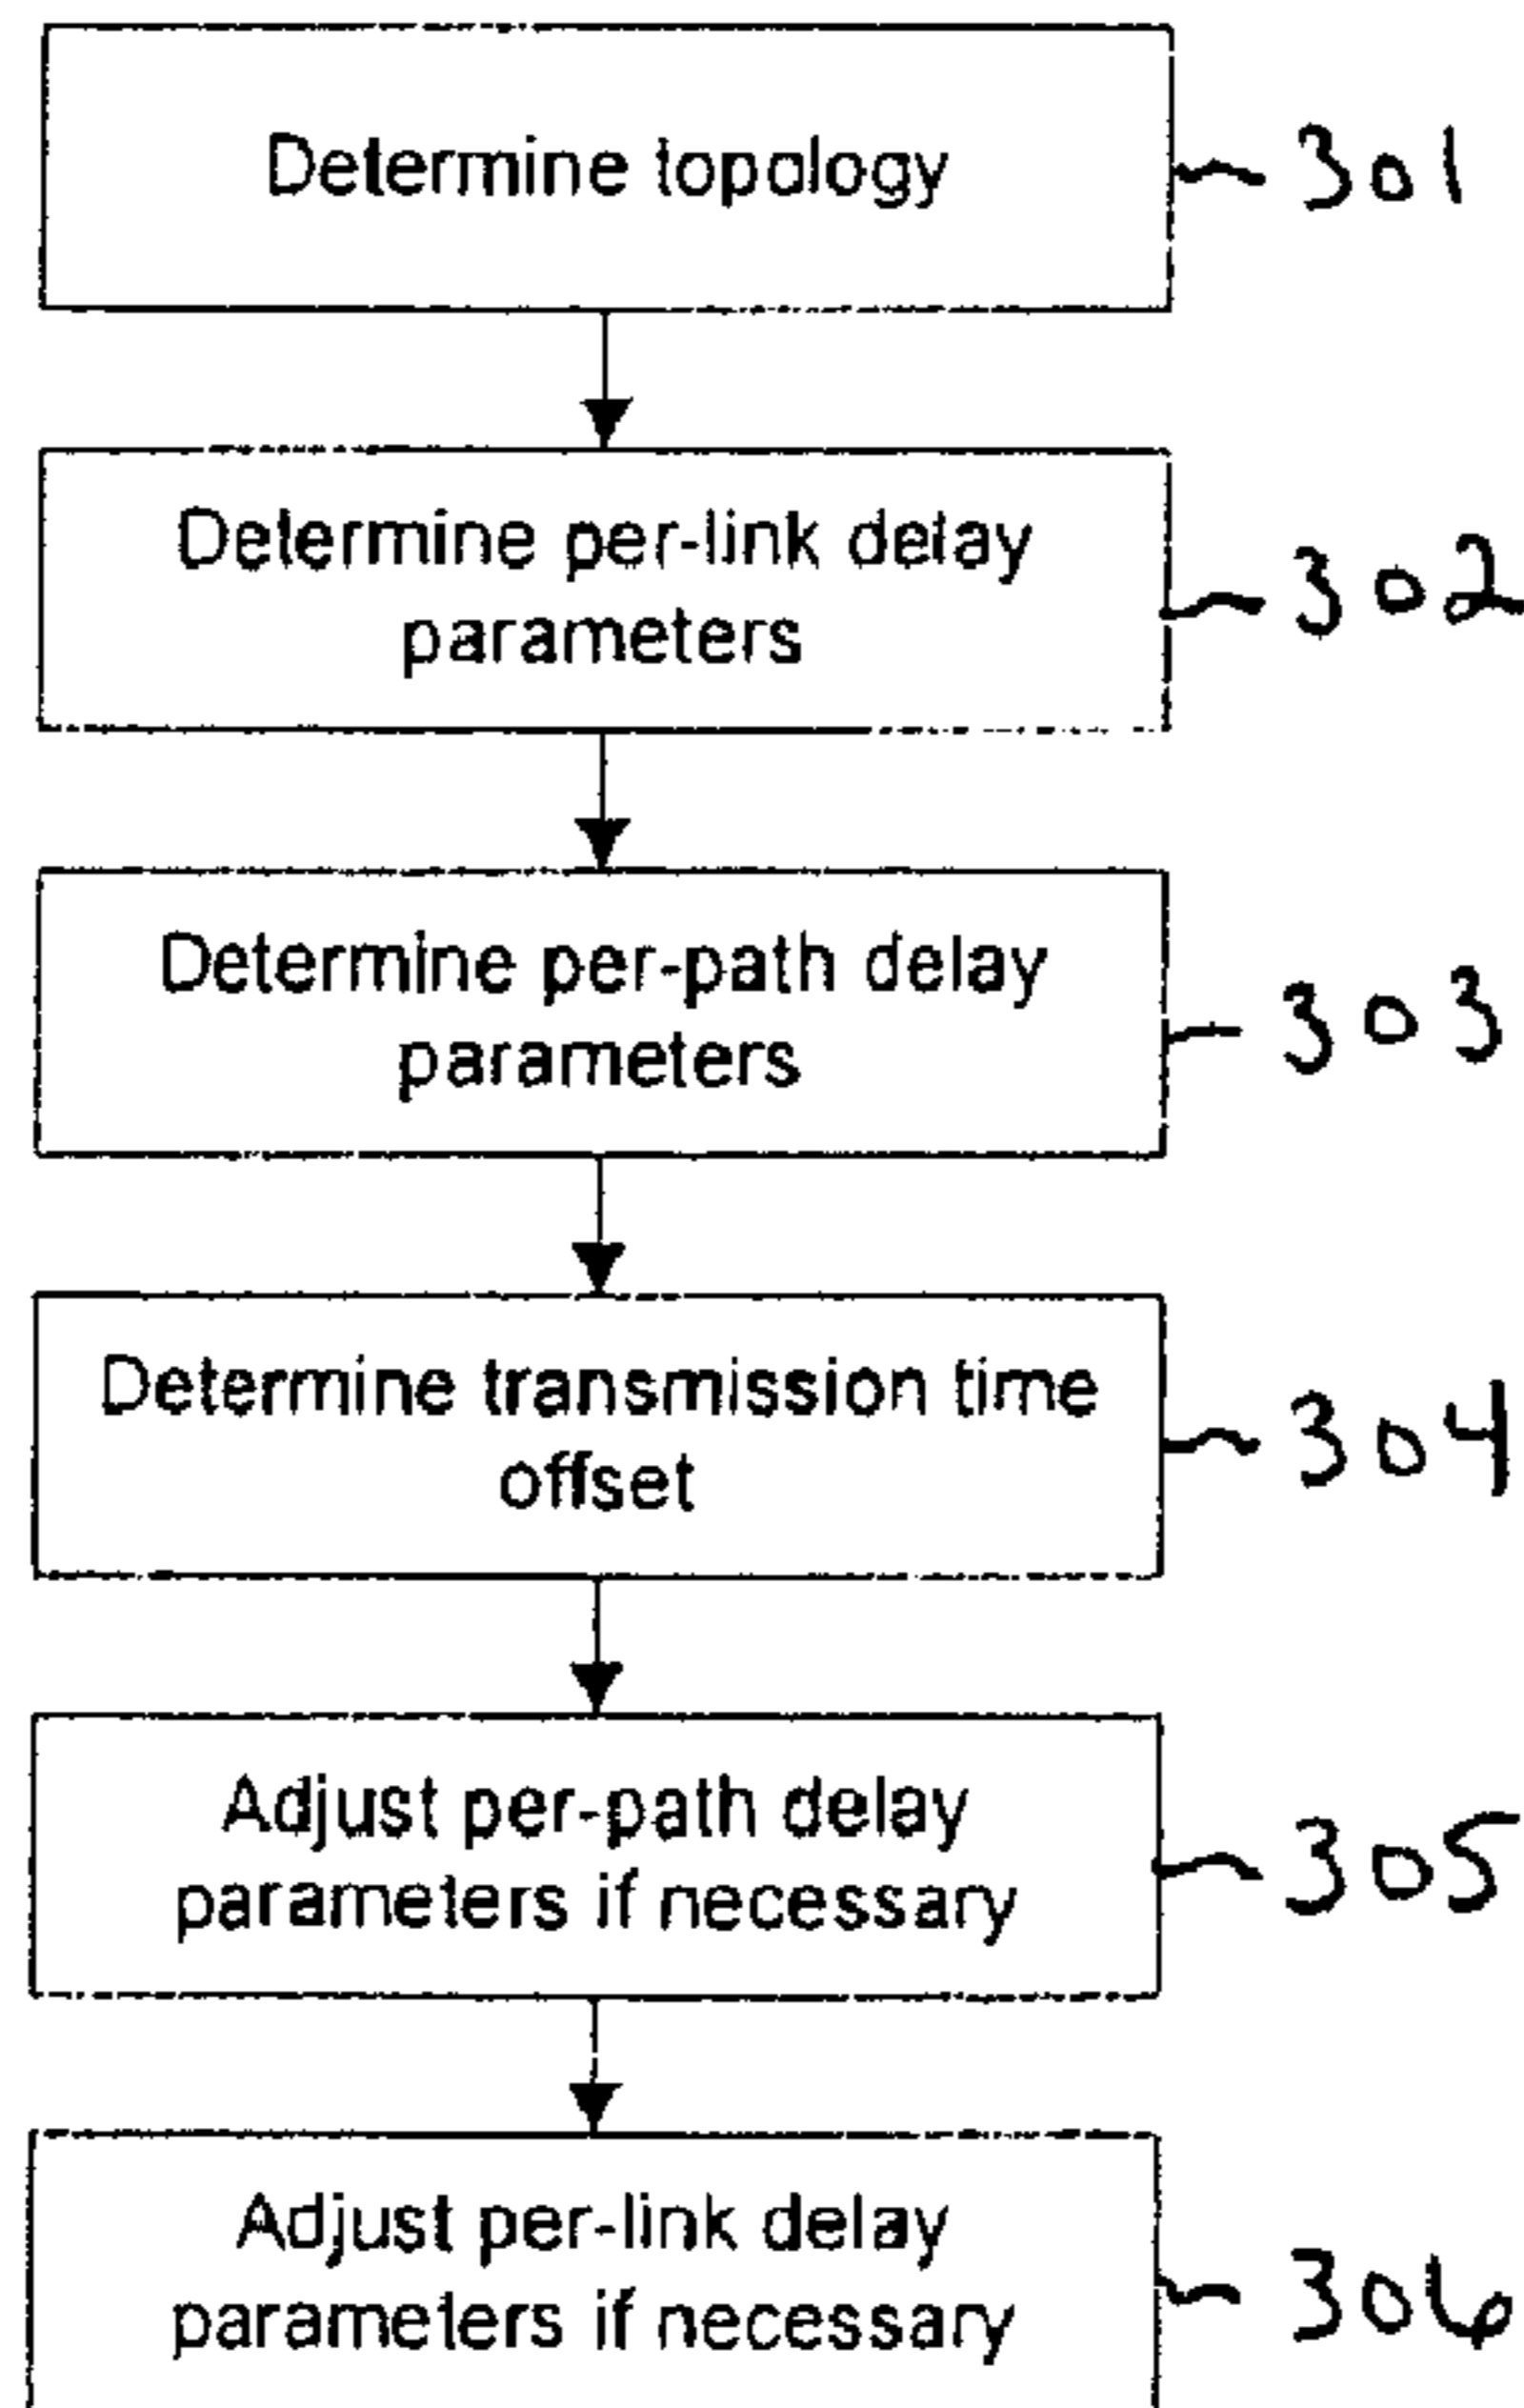 Determine topology
301
Determine per-link delay
parameters
302
Determine per-path delay
parameters
303
Determine transmission time
offset
304
Adjust per-path delay
parameters if necessary
305
Adjust per-link delay
parameters if necessary
306